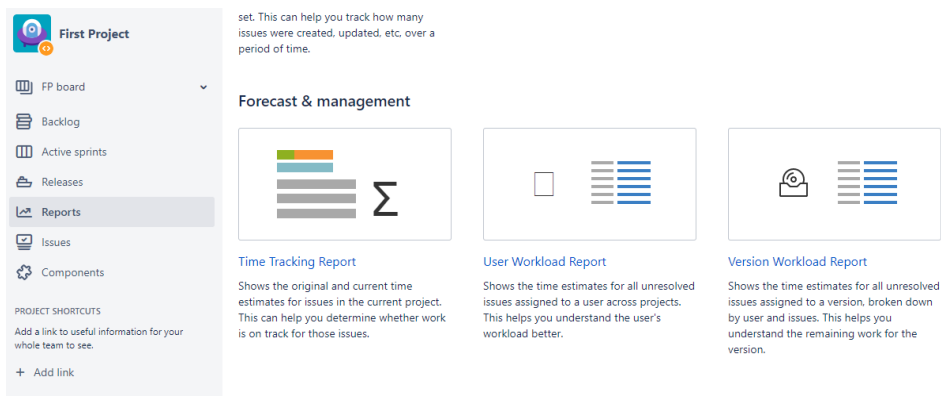 First Project
FP board
Backlog
Active sprints
Releases
Reports
Issues
Components
PROJECT SHORTCUTS
Add a link to useful information for your
whole team to see.
+ Add link
set. This can help you track how many
issues were created, updated, etc, over a
period of time.
Forecast & management
Σ
Time Tracking Report
Shows the original and current time
estimates for issues in the current project.
This can help you determine whether work
is on track for those issues.
User Workload Report
Shows the time estimates for all unresolved
issues assigned to a user across projects.
This helps you understand the user's
workload better.
Version Workload Report
Shows the time estimates for all unresolved
issues assigned to a version, broken down
by user and issues. This helps you
understand the remaining work for the
version.